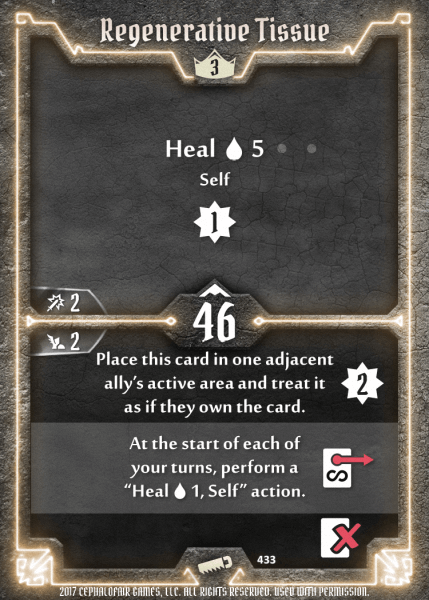 Regenerative Tissue
3
Heal 5
Self
1
2
46
2
Place this card in one adjacent
ally's active area and treat it
as if they own the card.
2
At the start of each of
your turns, perform a
“Heal 1, Self” action.
S
433
2017 CEPHALOFAIR GAMES, LLC. ALL RIGHTS RESERVED. USED WITH PERMISSION.